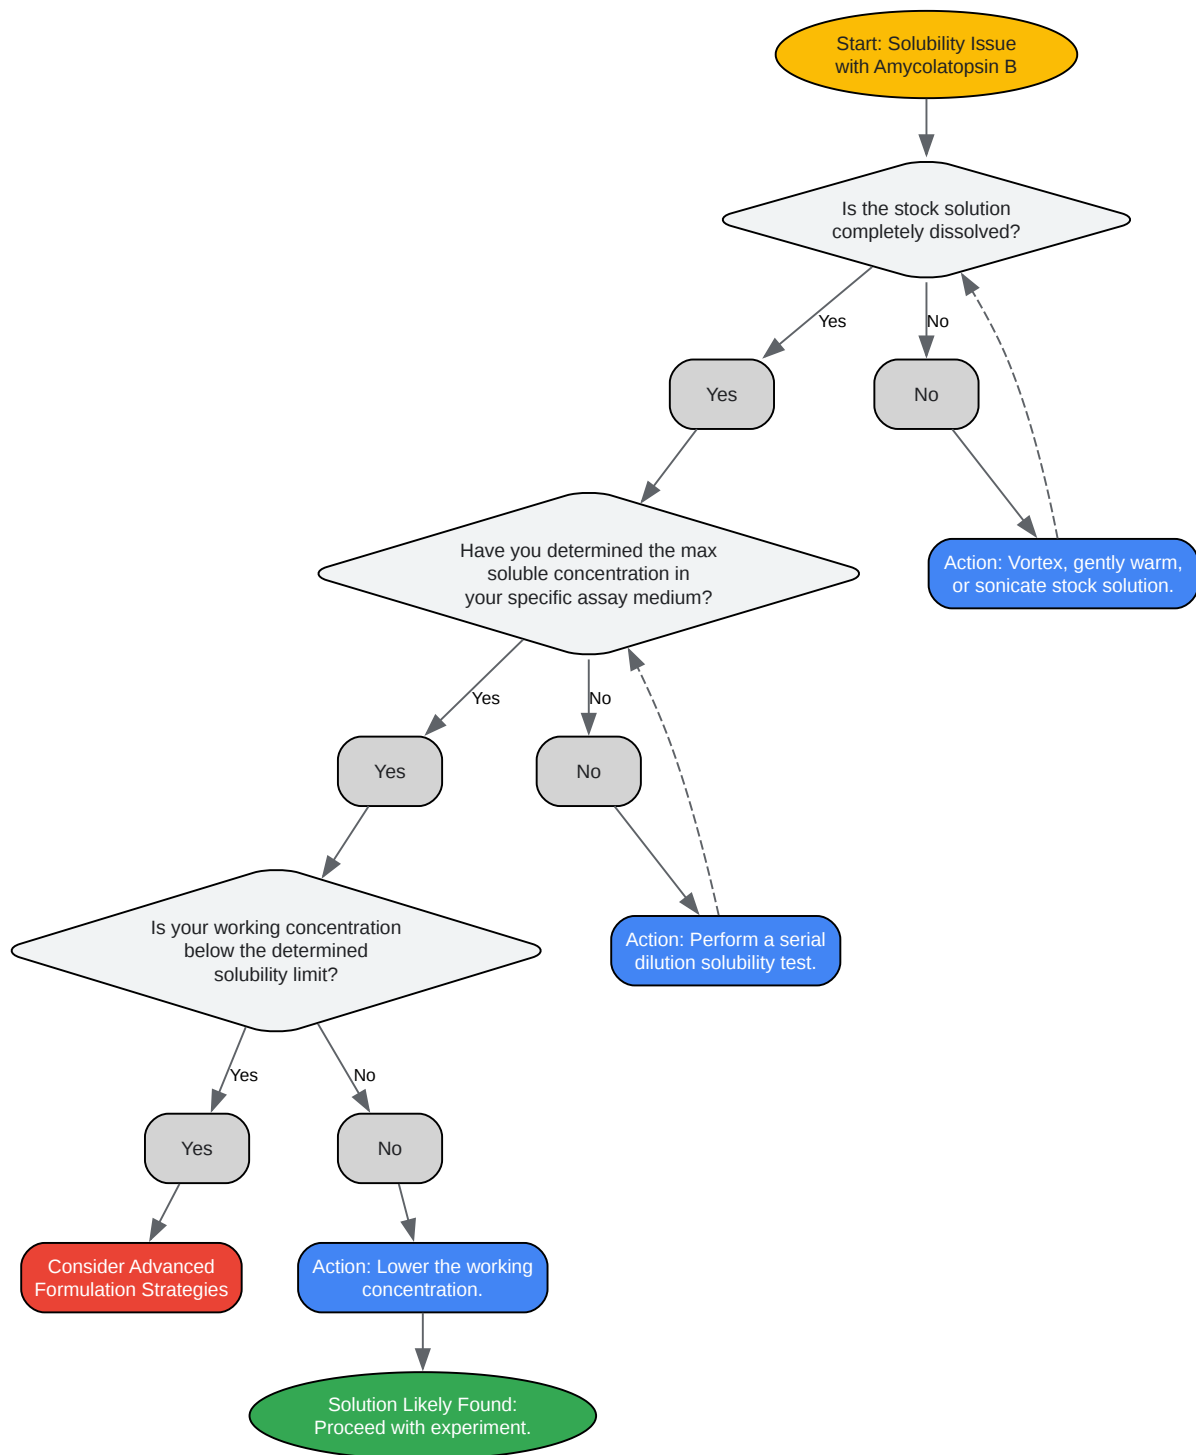 Start: Solubility Issue
with Amycolatopsin B
Is the stock solution
completely dissolved?
Yes
No
Yes
No
Have you determined the max
soluble concentration in
your specific assay medium?
Action: Vortex, gently warm,
or sonicate stock solution.
Yes
No
Yes
No
Is your working concentration
below the determined
solubility limit?
Action: Perform a serial
dilution solubility test.
Yes
No
Yes
No
Consider Advanced
Formulation Strategies
Action: Lower the working
concentration.
Solution Likely Found:
Proceed with experiment.